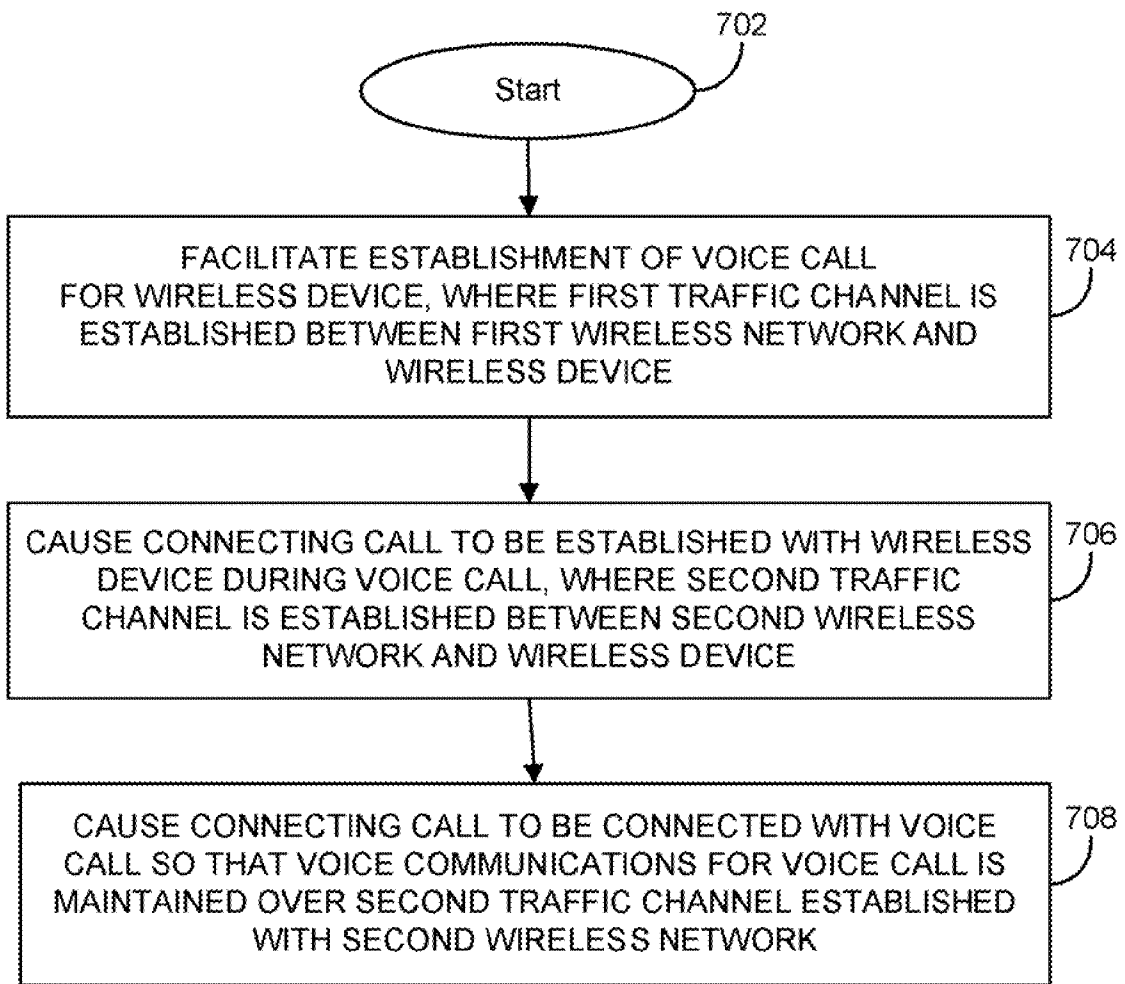 702
Start
704
FACILITATE ESTABLISHMENT OF VOICE CALL
FOR WIRELESS DEVICE, WHERE FIRST TRAFFIC CHANNEL IS
ESTABLISHED BETWEEN FIRST WIRELESS NETWORK AND
WIRELESS DEVICE
706
CAUSE CONNECTING CALL TO BE ESTABLISHED WITH WIRELESS
DEVICE DURING VOICE CALL, WHERE SECOND TRAFFIC
CHANNEL IS ESTABLISHED BETWEEN SECOND WIRELESS
NETWORK AND WIRELESS DEVICE
708
CAUSE CONNECTING CALL TO BE CONNECTED WITH VOICE
CALL SO THAT VOICE COMMUNICATIONS FOR VOICE CALL IS
MAINTAINED OVER SECOND TRAFFIC CHANNEL ESTABLISHED
WITH SECOND WIRELESS NETWORK